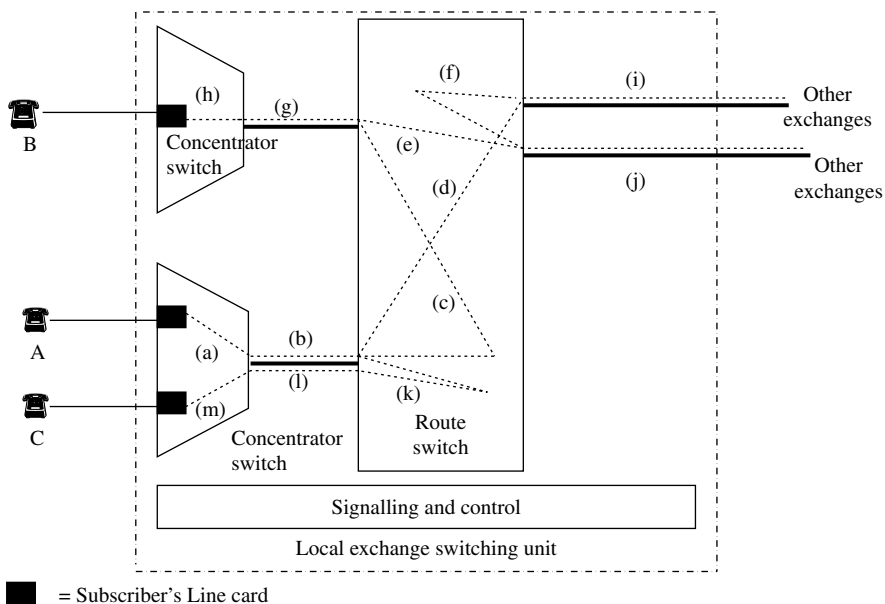 (f)
(i)
Other
exchanges
(h)
(g)
B
Concentrator
switch
(e)
(d)
(j)
Other
exchanges
(c)
A
(a)
(b)
(l)
(k)
C
(m)
Concentrator
switch
Route
switch
Signalling and control
Local exchange switching unit
= Subscriber's Line card